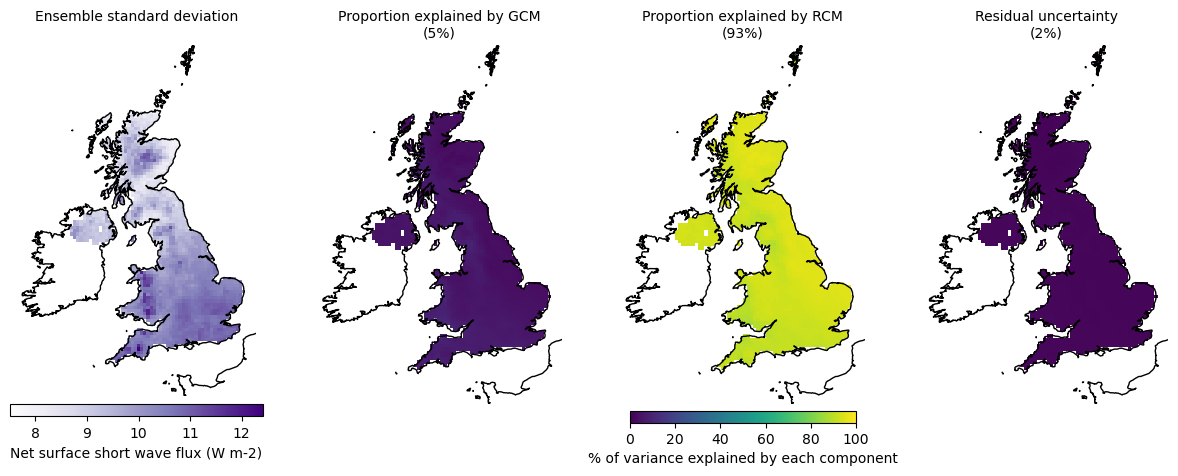 Ensemble standard deviation
Proportion explained by GCM
(5%)
Proportion explained by RCM
(93%)
Residual uncertainty
(2%)
8 9 10 11 12
Net surface short wave flux (W m-2)
0 20 40 60 80 100
% of variance explained by each component